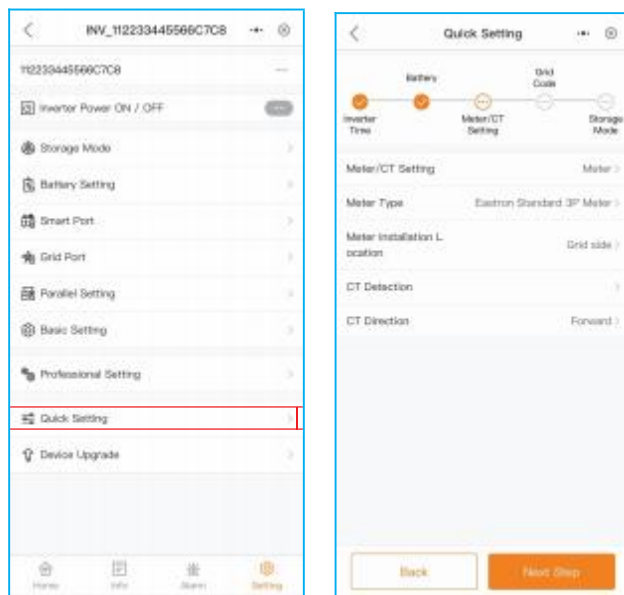 INV_112233445566C7C8
112233445566C7C8
Inverter Power ON / OFF
Storage Mode
Battery Setting
Smart Port
Grid Port
Parallel Setting
Basic Setting
Professional Setting
Quick Setting
Device Upgrade
Home
Info
Alarm
Setting
Quick Setting
Battery
Grid
Code
Inverter
Time
Meter/CT
Setting
Storage
Mode
Meter/CT Setting
Meter
Meter Type
Eastron Standard 3P Meter
Meter Installation L
ocation
Grid side
CT Detection
CT Direction
Forward
Back
Next Step